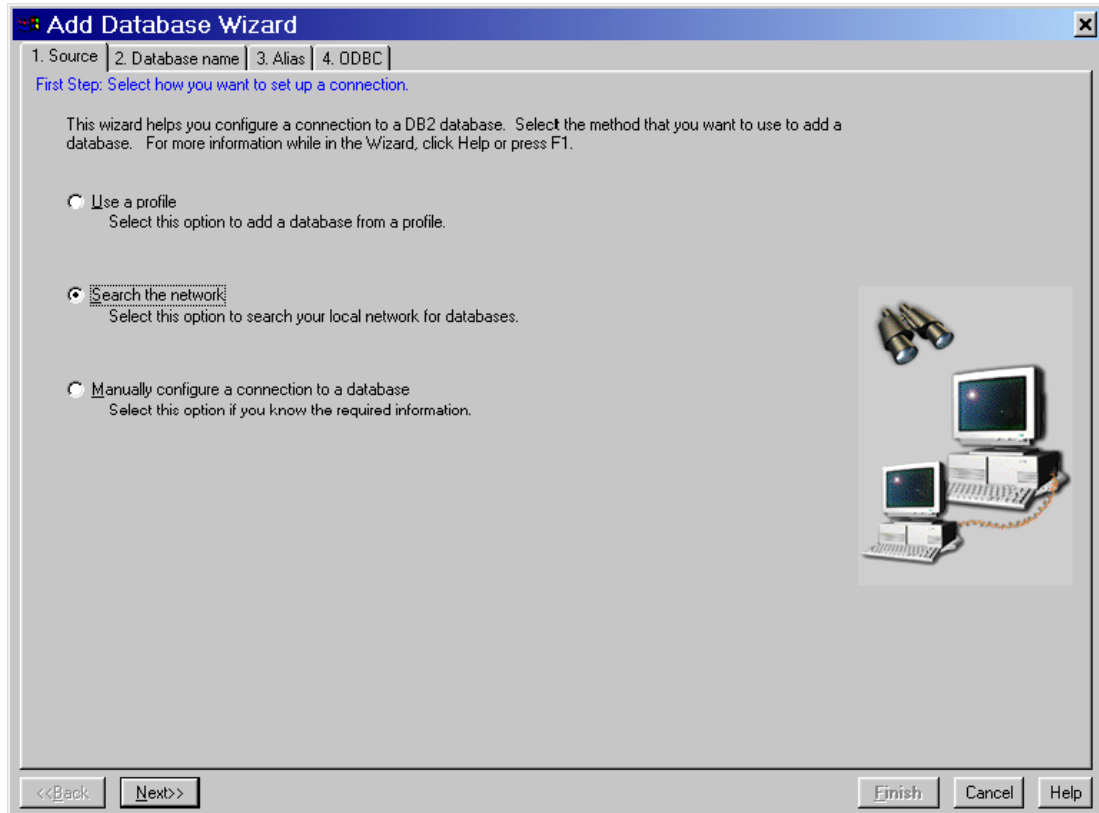 Add Database Wizard
1. Source 2. Database name 3. Alias 4. ODBC
First Step: Select how you want to set up a connection.
This wizard helps you configure a connection to a DB2 database. Select the method that you want to use to add a
database. For more information while in the Wizard, click Help or press F1.
Use a profile
Select this option to add a database from a profile.
Search the network
Select this option to search your local network for databases.
Manually configure a connection to a database
Select this option if you know the required information.
<<Back Next>> Finish Cancel Help